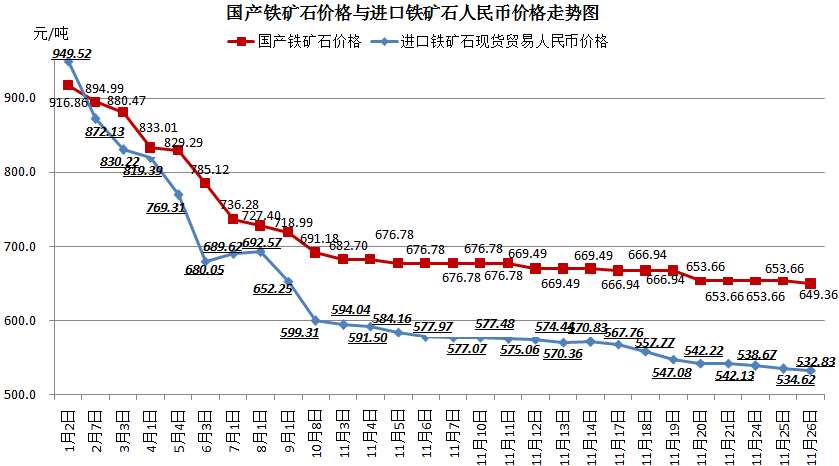 国产铁矿石价格与进口铁矿石人民币价格走势图
元/吨
国产铁矿石价格
进口铁矿石现货贸易人民币价格
900.0
800.0
700.0
600.0
500.0
916.86
894.99
880.47
833.01
829.29
785.12
736.28
727.40
718.99
691.18
682.70
676.78
676.78
676.78
676.78
676.78
669.49
669.49
669.49
666.94
666.94
666.94
653.66
653.66
653.66
653.66
649.36
949.52
872.13
830.22
819.39
769.31
680.05
689.62
692.57
652.25
599.31
594.04
591.50
584.16
577.97
577.07
577.48
575.06
574.44
570.36
570.83
567.76
557.77
547.08
542.22
542.13
538.67
534.62
532.83
1月2日
2月7日
3月3日
4月1日
5月4日
6月3日
7月1日
8月1日
9月1日
10月8日
11月3日
11月4日
11月5日
11月6日
11月7日
11月10日
11月11日
11月12日
11月13日
11月14日
11月17日
11月18日
11月19日
11月20日
11月21日
11月24日
11月25日
11月26日